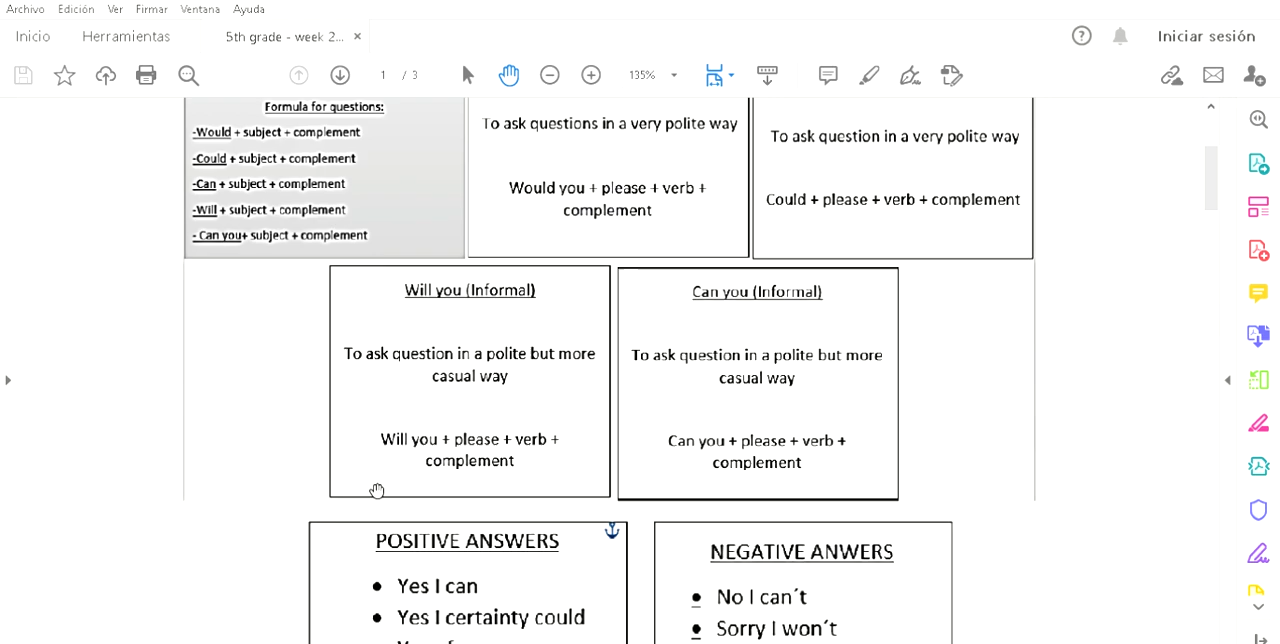 Archivo Edición Ver Firmar Ventana Ayuda
Inicio Herramientas 5th grade - week 2... ×
1 / 3 135%
Iniciar sesión
Formula for questions:
-Would + subject + complement
-Could + subject + complement
-Can + subject + complement
-Will + subject + complement
- Can you+ subject + complement
To ask questions in a very polite way
Would you + please + verb +
complement
To ask question in a very polite way
Could + please + verb + complement
Will you (Informal)
To ask question in a polite but more
casual way
Will you + please + verb +
complement
Can you (Informal)
To ask question in a polite but more
casual way
Can you + please + verb +
complement
POSITIVE ANSWERS
• Yes I can
• Yes I certainty could
NEGATIVE ANWERS
• No I can´t
• Sorry I won´t